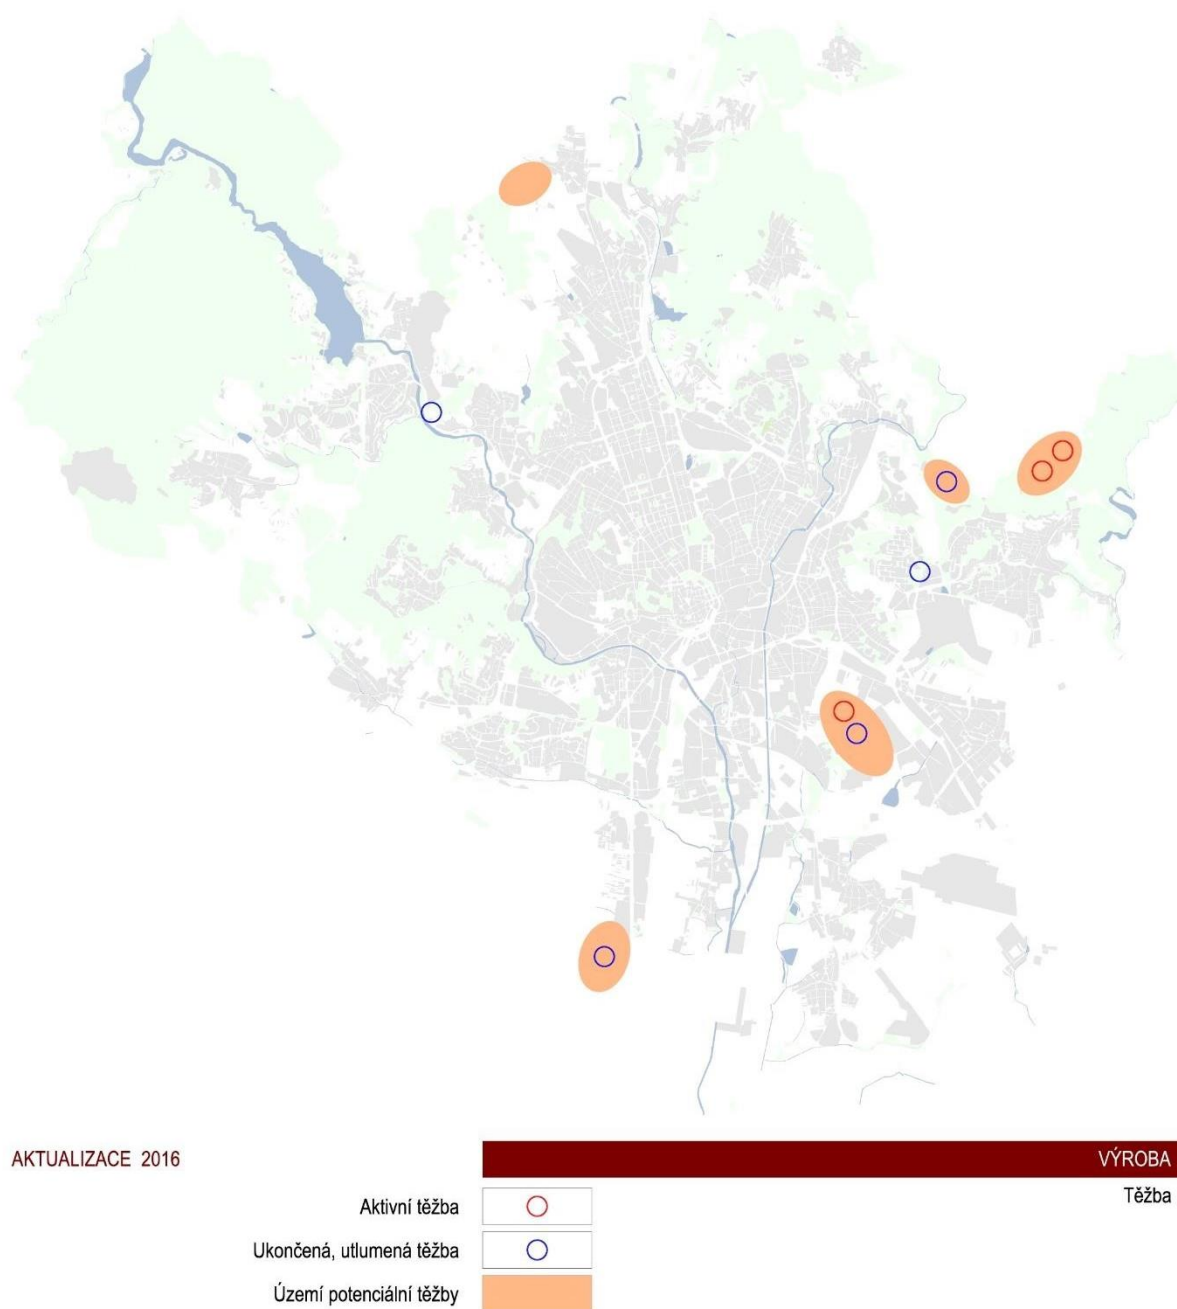 AKTUALIZACE 2016
VÝROBA
Těžba
Aktivní těžba
Ukončená, utlumená těžba
Území potenciální těžby